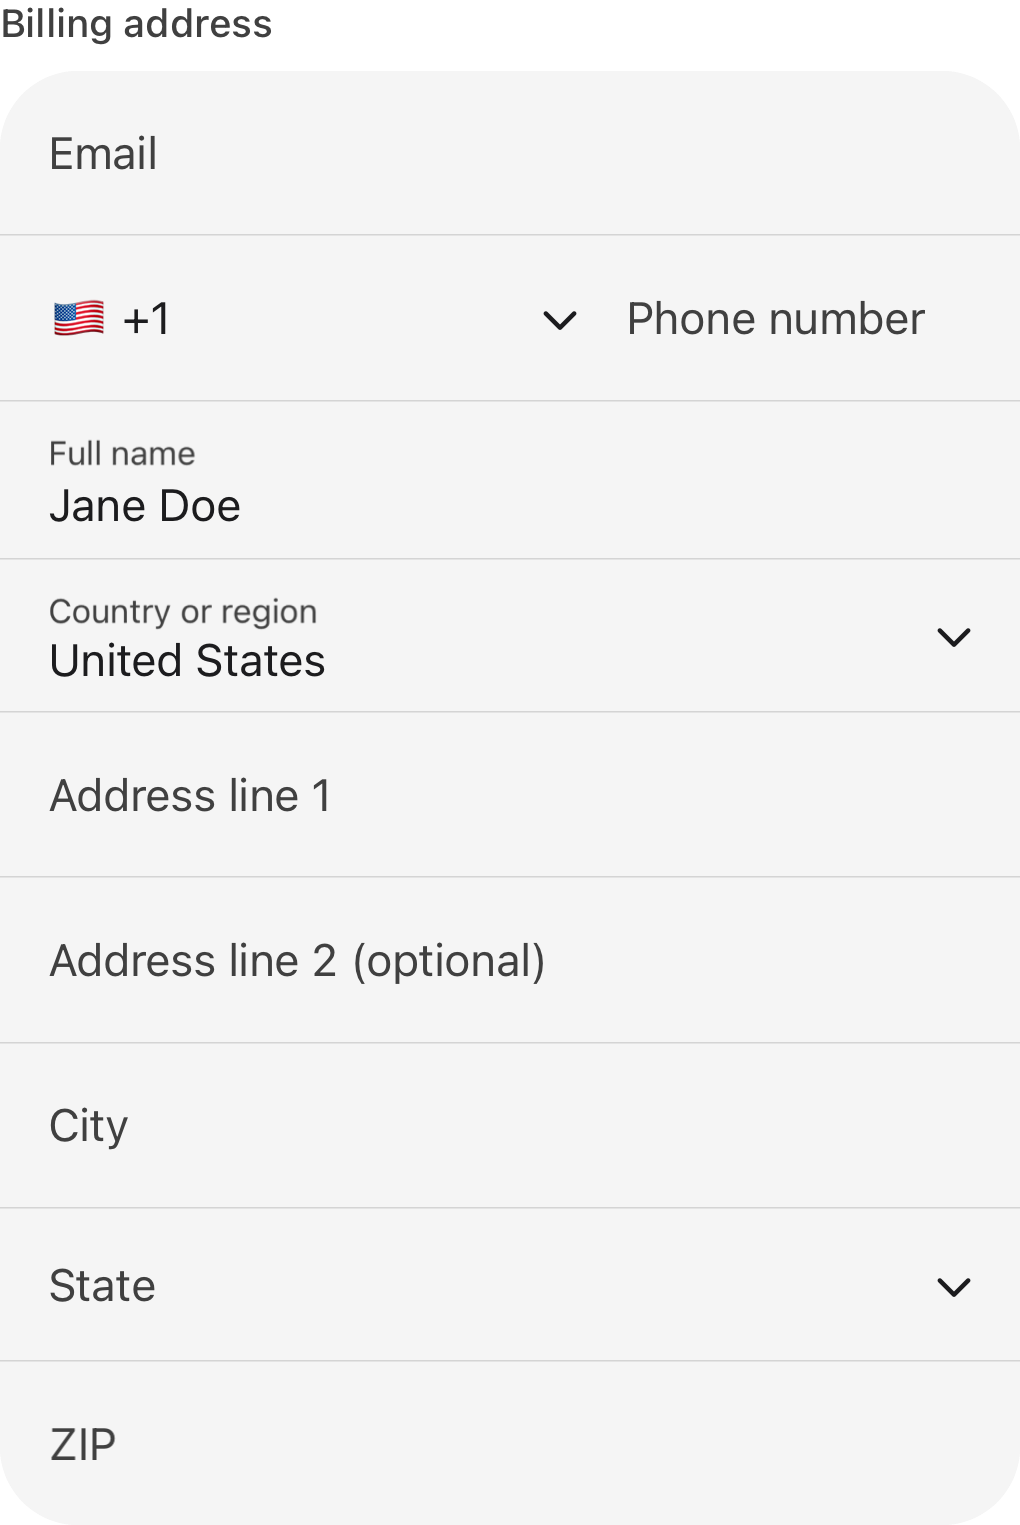 Billing address
Email
🇺🇸 +1 Phone number
Full name
Jane Doe
Country or region
United States
Address line 1
Address line 2 (optional)
City
State
ZIP